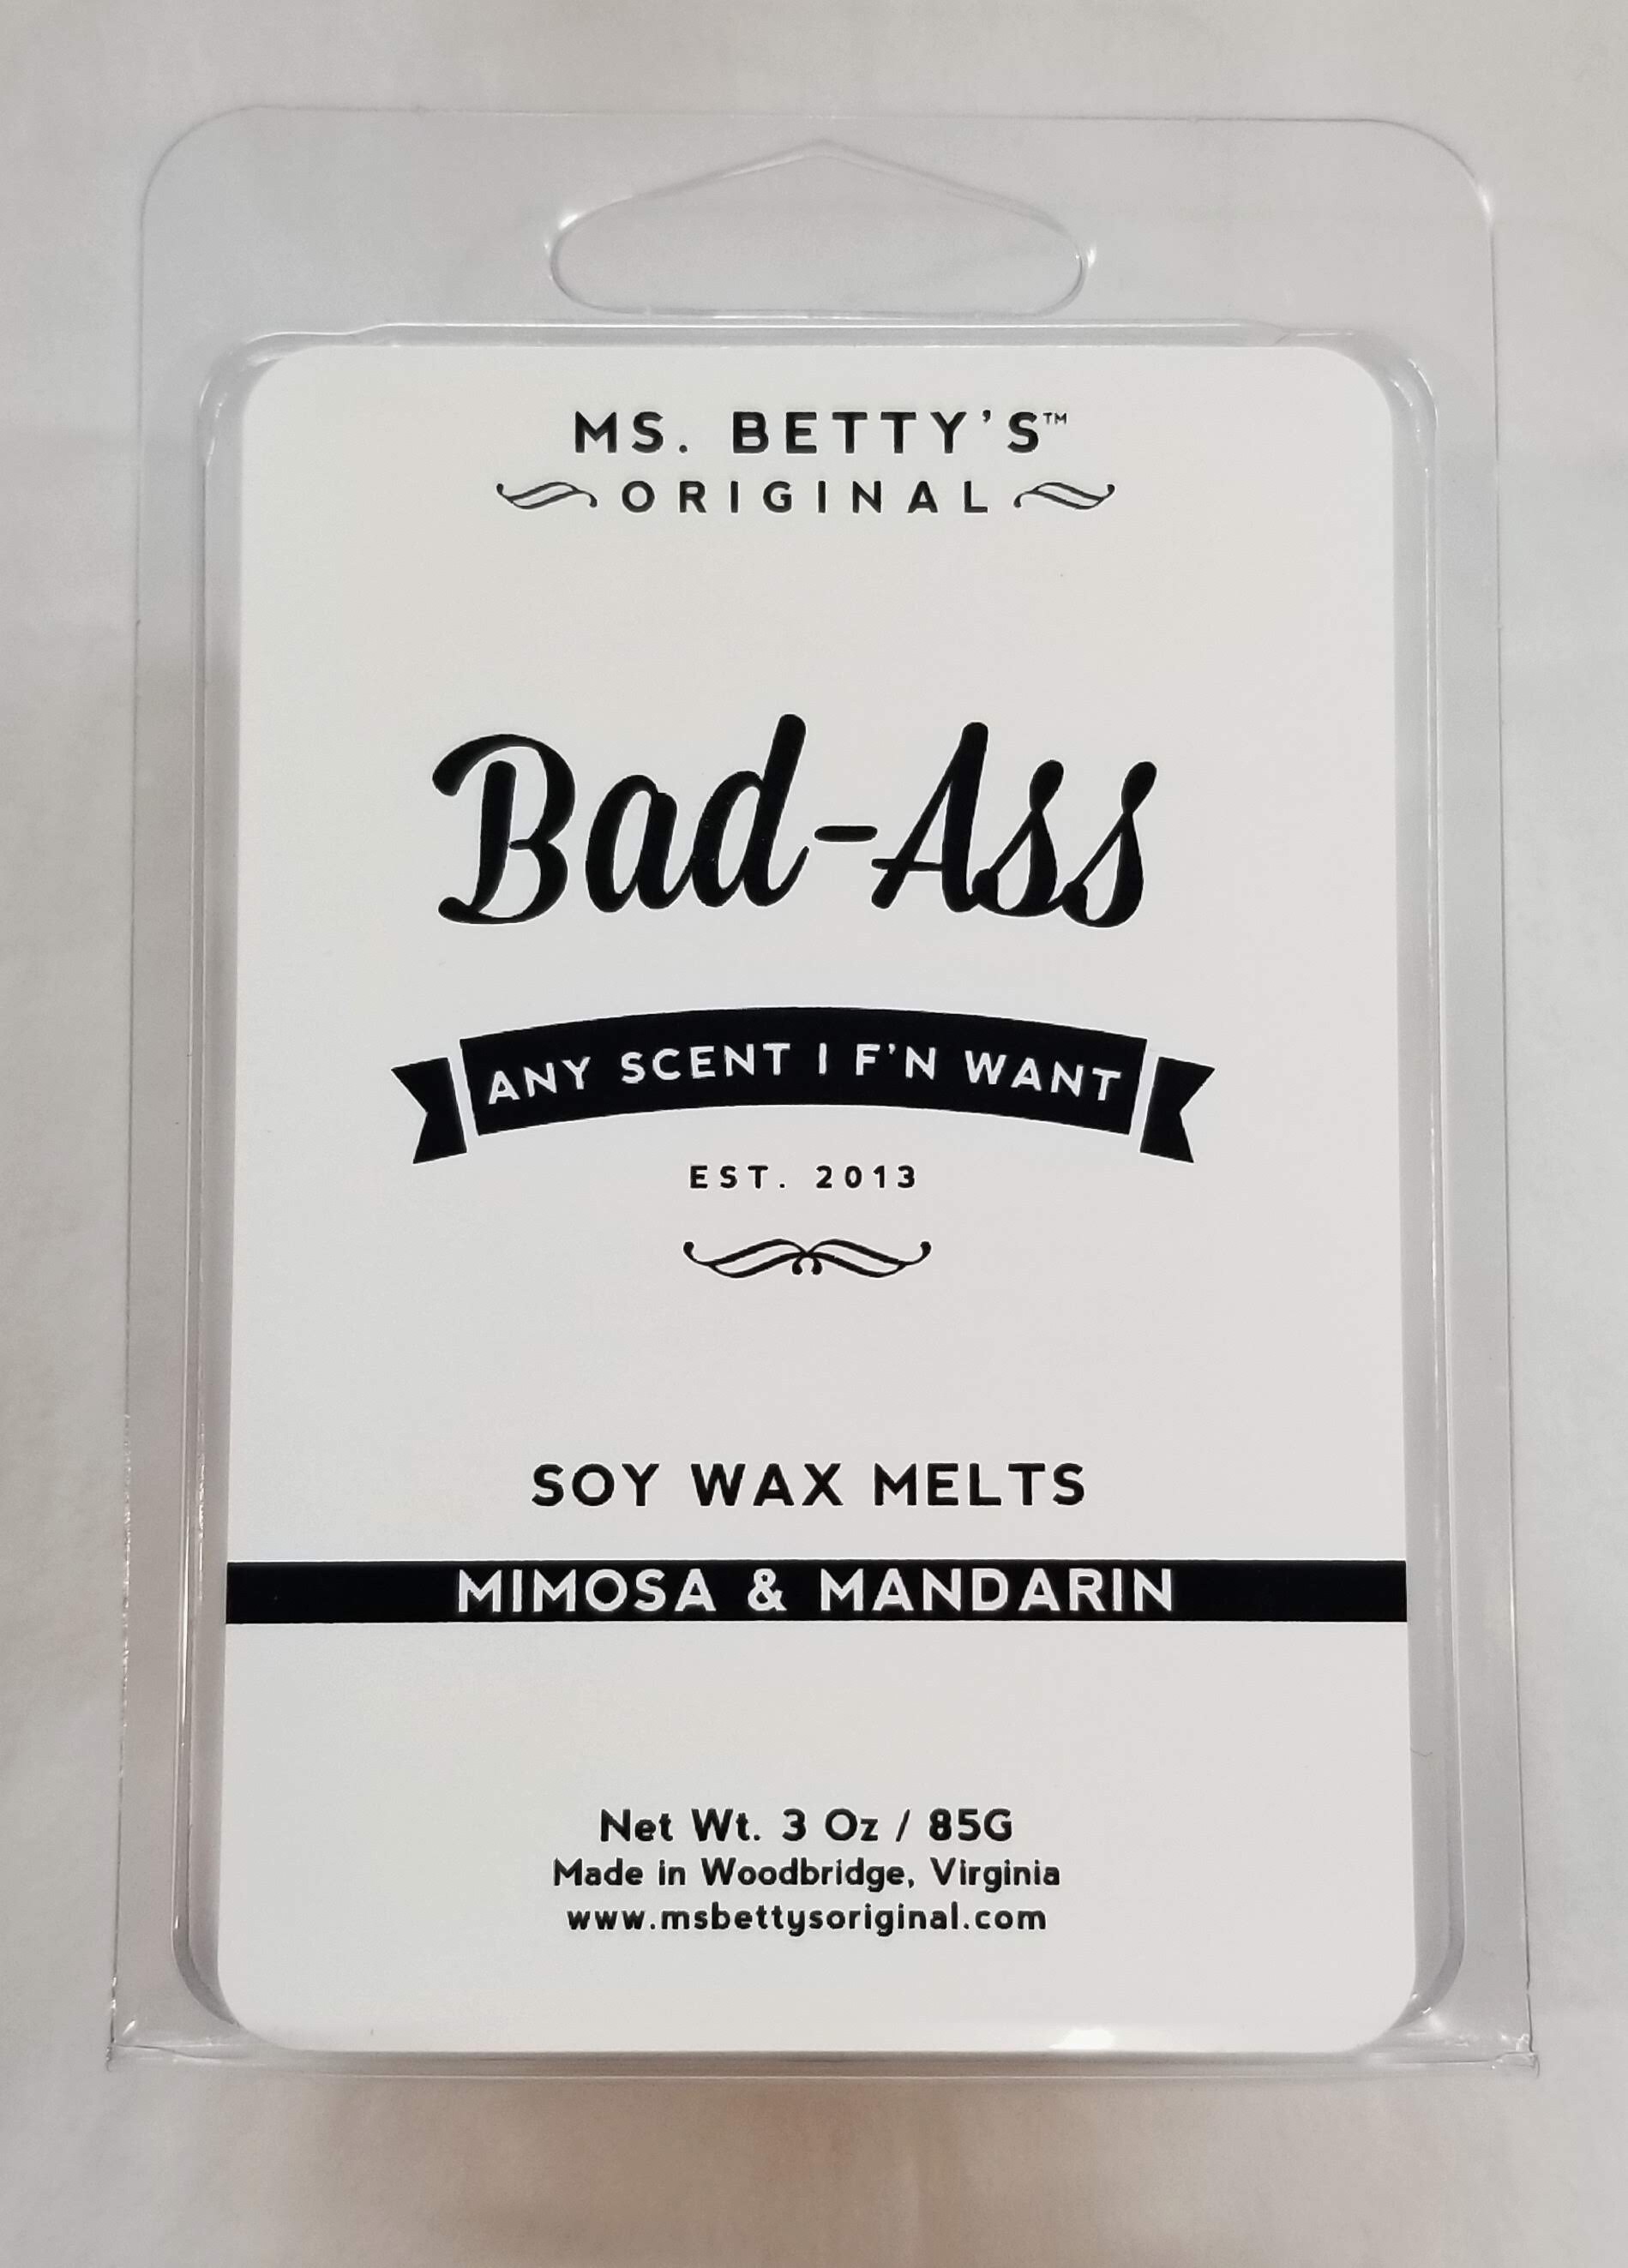 MS. BETTY'S™
ORIGINAL
Bad-Ass
ANY SCENT I F'N WANT
EST. 2013
SOY WAX MELTS
MIMOSA & MANDARIN
Net Wt. 3 Oz / 85G
Made in Woodbridge, Virginia
www.msbettysoriginal.com